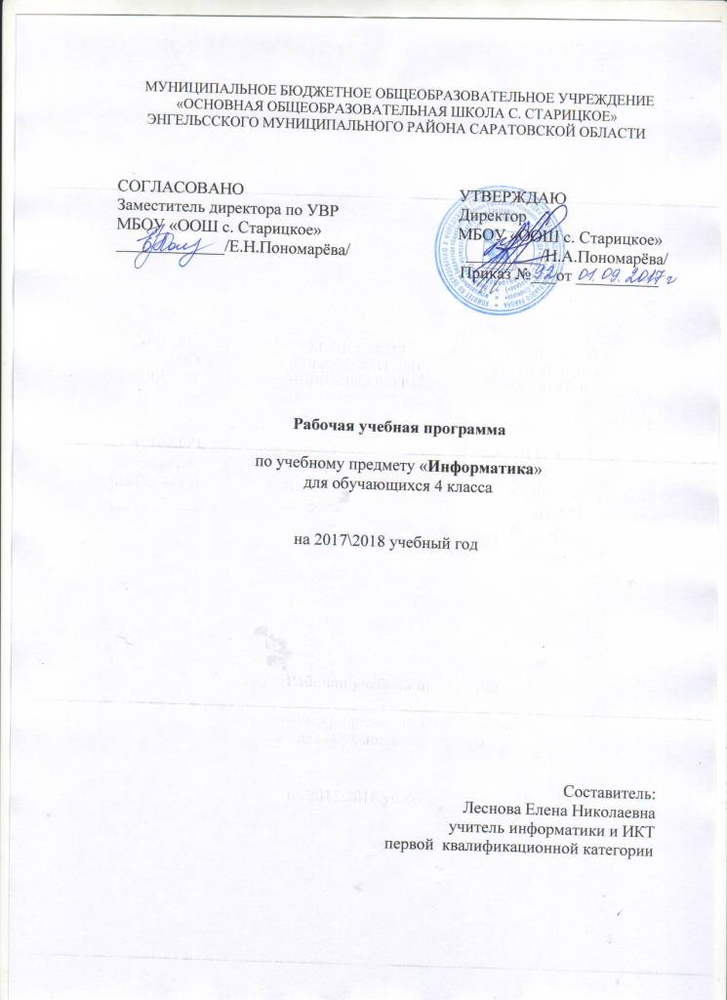 МУНИЦИПАЛЬНОЕ БЮДЖЕТНОЕ ОБЩЕОБРАЗОВАТЕЛЬНОЕ УЧРЕЖДЕНИЕ
«ОСНОВНАЯ ОБЩЕОБРАЗОВАТЕЛЬНАЯ ШКОЛА С. СТАРИЦКОЕ»
ЭНГЕЛЬССКОГО МУНИЦИПАЛЬНОГО РАЙОНА САРАТОВСКОЙ ОБЛАСТИ
СОГЛАСОВАНО
Заместитель директора по УВР
МБОУ «ООШ с. Старицкое»
/Е.Н.Пономарёва/
УТВЕРЖДАЮ
Директор
МБОУ «ООШ с. Старицкое»
/Н.А.Пономарёва/
Приказ № 92 от 01.09.2017 г
Рабочая учебная программа
по учебному предмету «Информатика»
для обучающихся 4 класса
на 2017\2018 учебный год
Составитель:
Леснова Елена Николаевна
учитель информатики и ИКТ
первой квалификационной категории